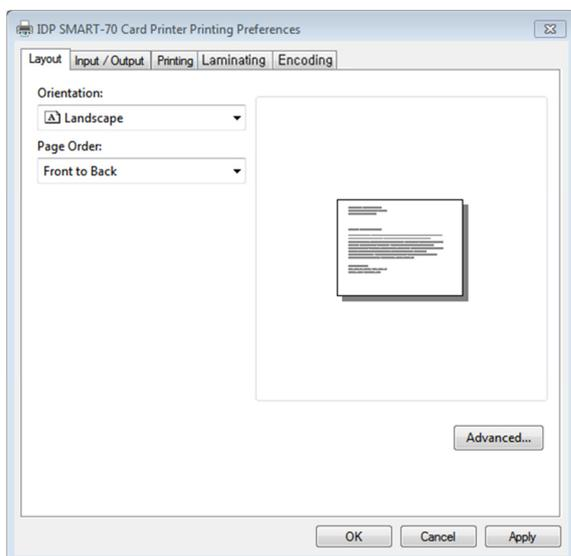 IDP SMART-70 Card Printer Printing Preferences
Layout Input / Output Printing Laminating Encoding
Orientation:
A Landscape
Page Order:
Front to Back
Advanced...
OK Cancel Apply